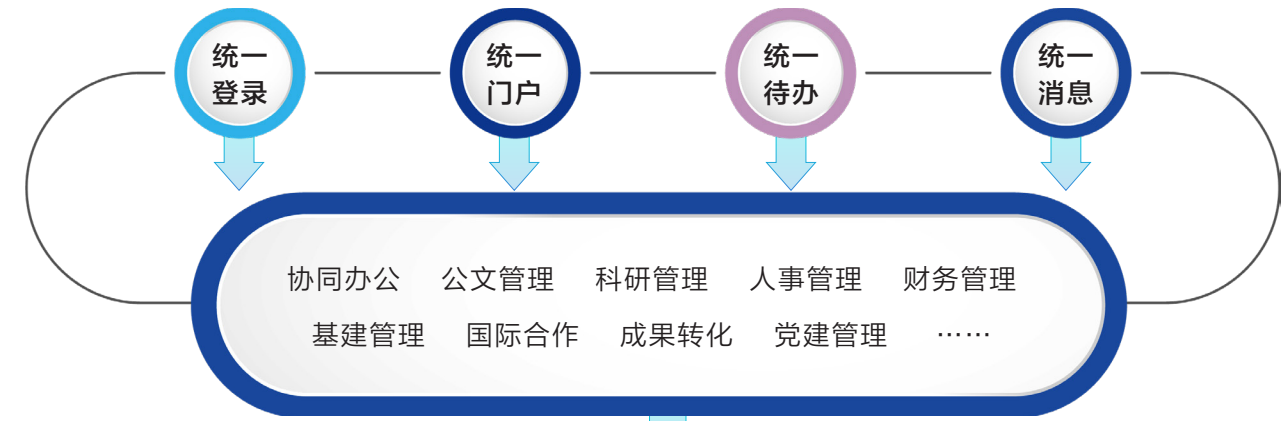 统一
登录
统一
门户
统一
待办
统一
消息
协同办公 公文管理 科研管理 人事管理 财务管理
基建管理 国际合作 成果转化 党建管理 ……